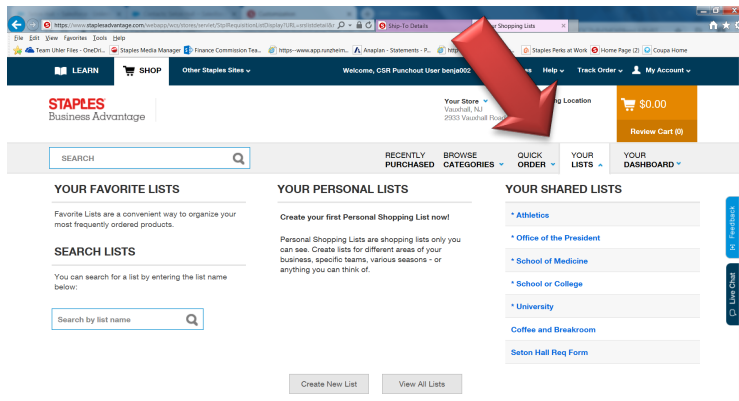 https://www.staplesadvantage.com/webapp/wcs/stores/servlet/StpRequisitionListDisplay?URL=xnlistdetail&r
Ship-To Details
Shopping Lists
File Edit View Favorites Tools Help
Team Uhler Files - OneDri... Staples Media Manager Finance Commission Tea... https--www.app.runzheim... Anaplan - Statements - P... Staples Perks at Work Home Page (2) Coupa Home
LEARN SHOP Other Staples Sites Welcome, CSR Punchout User benja002 Help Track Order My Account
STAPLES
Business Advantage
Your Store
Vauxhall, NJ
2933 Vauxhall Road
Location
$0.00
Review Cart (0)
SEARCH
RECENTLY PURCHASED
BROWSE CATEGORIES
QUICK ORDER
YOUR LISTS
YOUR DASHBOARD
YOUR FAVORITE LISTS
Favorite Lists are a convenient way to organize your
most frequently ordered products.
SEARCH LISTS
You can search for a list by entering the list name
below:
Search by list name
YOUR PERSONAL LISTS
Create your first Personal Shopping List now!
Personal Shopping Lists are shopping lists only you
can see. Create lists for different areas of your
business, specific teams, various seasons - or
anything you can think of.
YOUR SHARED LISTS
* Athletics
* Office of the President
* School of Medicine
* School or College
* University
Coffee and Breakroom
Seton Hall Req Form
Create New List View All Lists
[+] Feedback
Live Chat